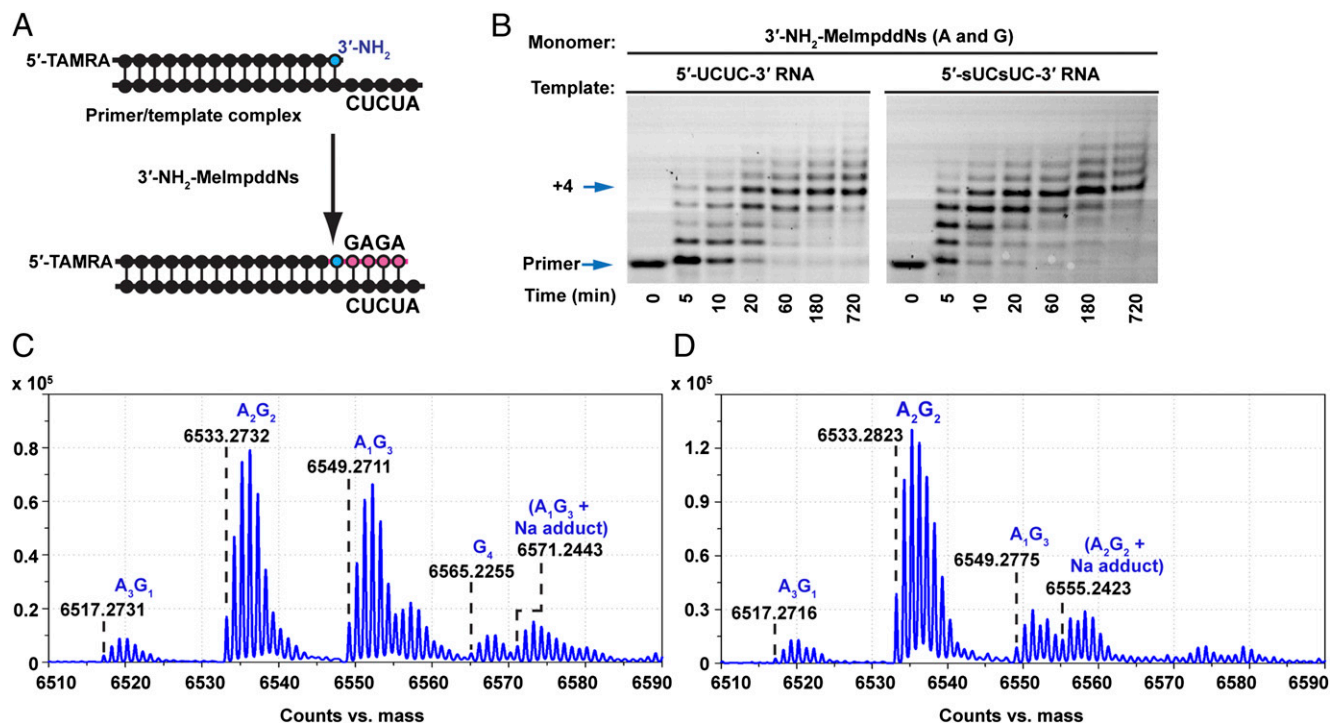 A
5′-TAMRA
3′-NH₂
CUCUA
Primer/template complex
3′-NH₂-MeImpddNs
GAGA
5′-TAMRA
CUCUA
B
Monomer:
3′-NH₂-MeImpddNs (A and G)
Template:
5′-UCUC-3′ RNA
5′-sUCsUC-3′ RNA
+4
Primer
Time (min)
0 5 10 20 60 180 720
0 5 10 20 60 180 720
C
x 10⁵
0.8
0.6
0.4
0.2
0
A₃G₁
6517.2731
A₂G₂
6533.2732
A₁G₃
6549.2711
G₄
6565.2255
(A₁G₃ +
Na adduct)
6571.2443
6510 6520 6530 6540 6550 6560 6570 6580 6590
Counts vs. mass
D
x 10⁵
1.2
0.9
0.6
0.3
0
A₃G₁
6517.2716
A₂G₂
6533.2823
A₁G₃
6549.2775
(A₂G₂ +
Na adduct)
6555.2423
6510 6520 6530 6540 6550 6560 6570 6580 6590
Counts vs. mass